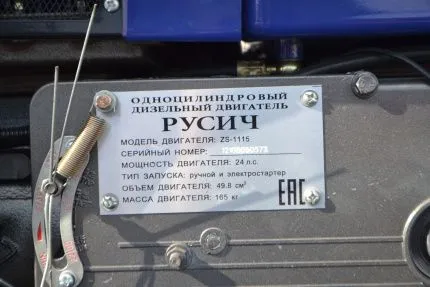 ОДНОЦИЛИНДРОВЫЙ
ДИЗЕЛЬНЫЙ ДВИГАТЕЛЬ
РУСИЧ
МОДЕЛЬ ДВИГАТЕЛЯ: ZS-1115
СЕРИЙНЫЙ НОМЕР:
МОЩНОСТЬ ДВИГАТЕЛЯ: 24 л.с.
ТИП ЗАПУСКА: ручной и электростартер
ОБЪЕМ ДВИГАТЕЛЯ: 49.8 см³
МАССА ДВИГАТЕЛЯ: 165 кг
ЕАС